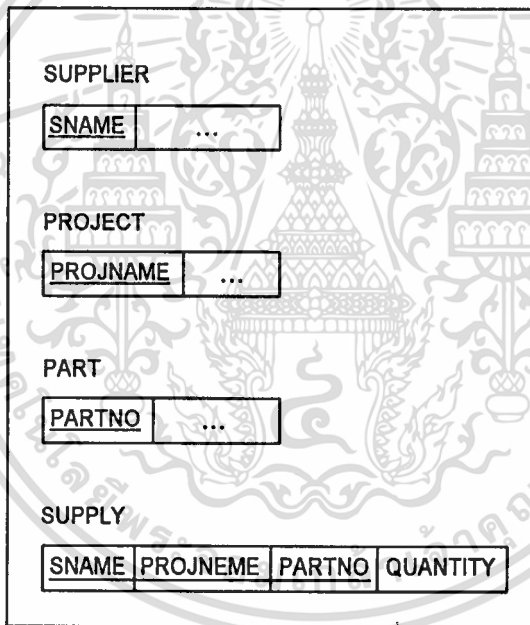 SUPPLIER
SNAME ...
PROJECT
PROJNAME ...
PART
PARTNO ...
SUPPLY
SNAME PROJNEME PARTNO QUANTITY